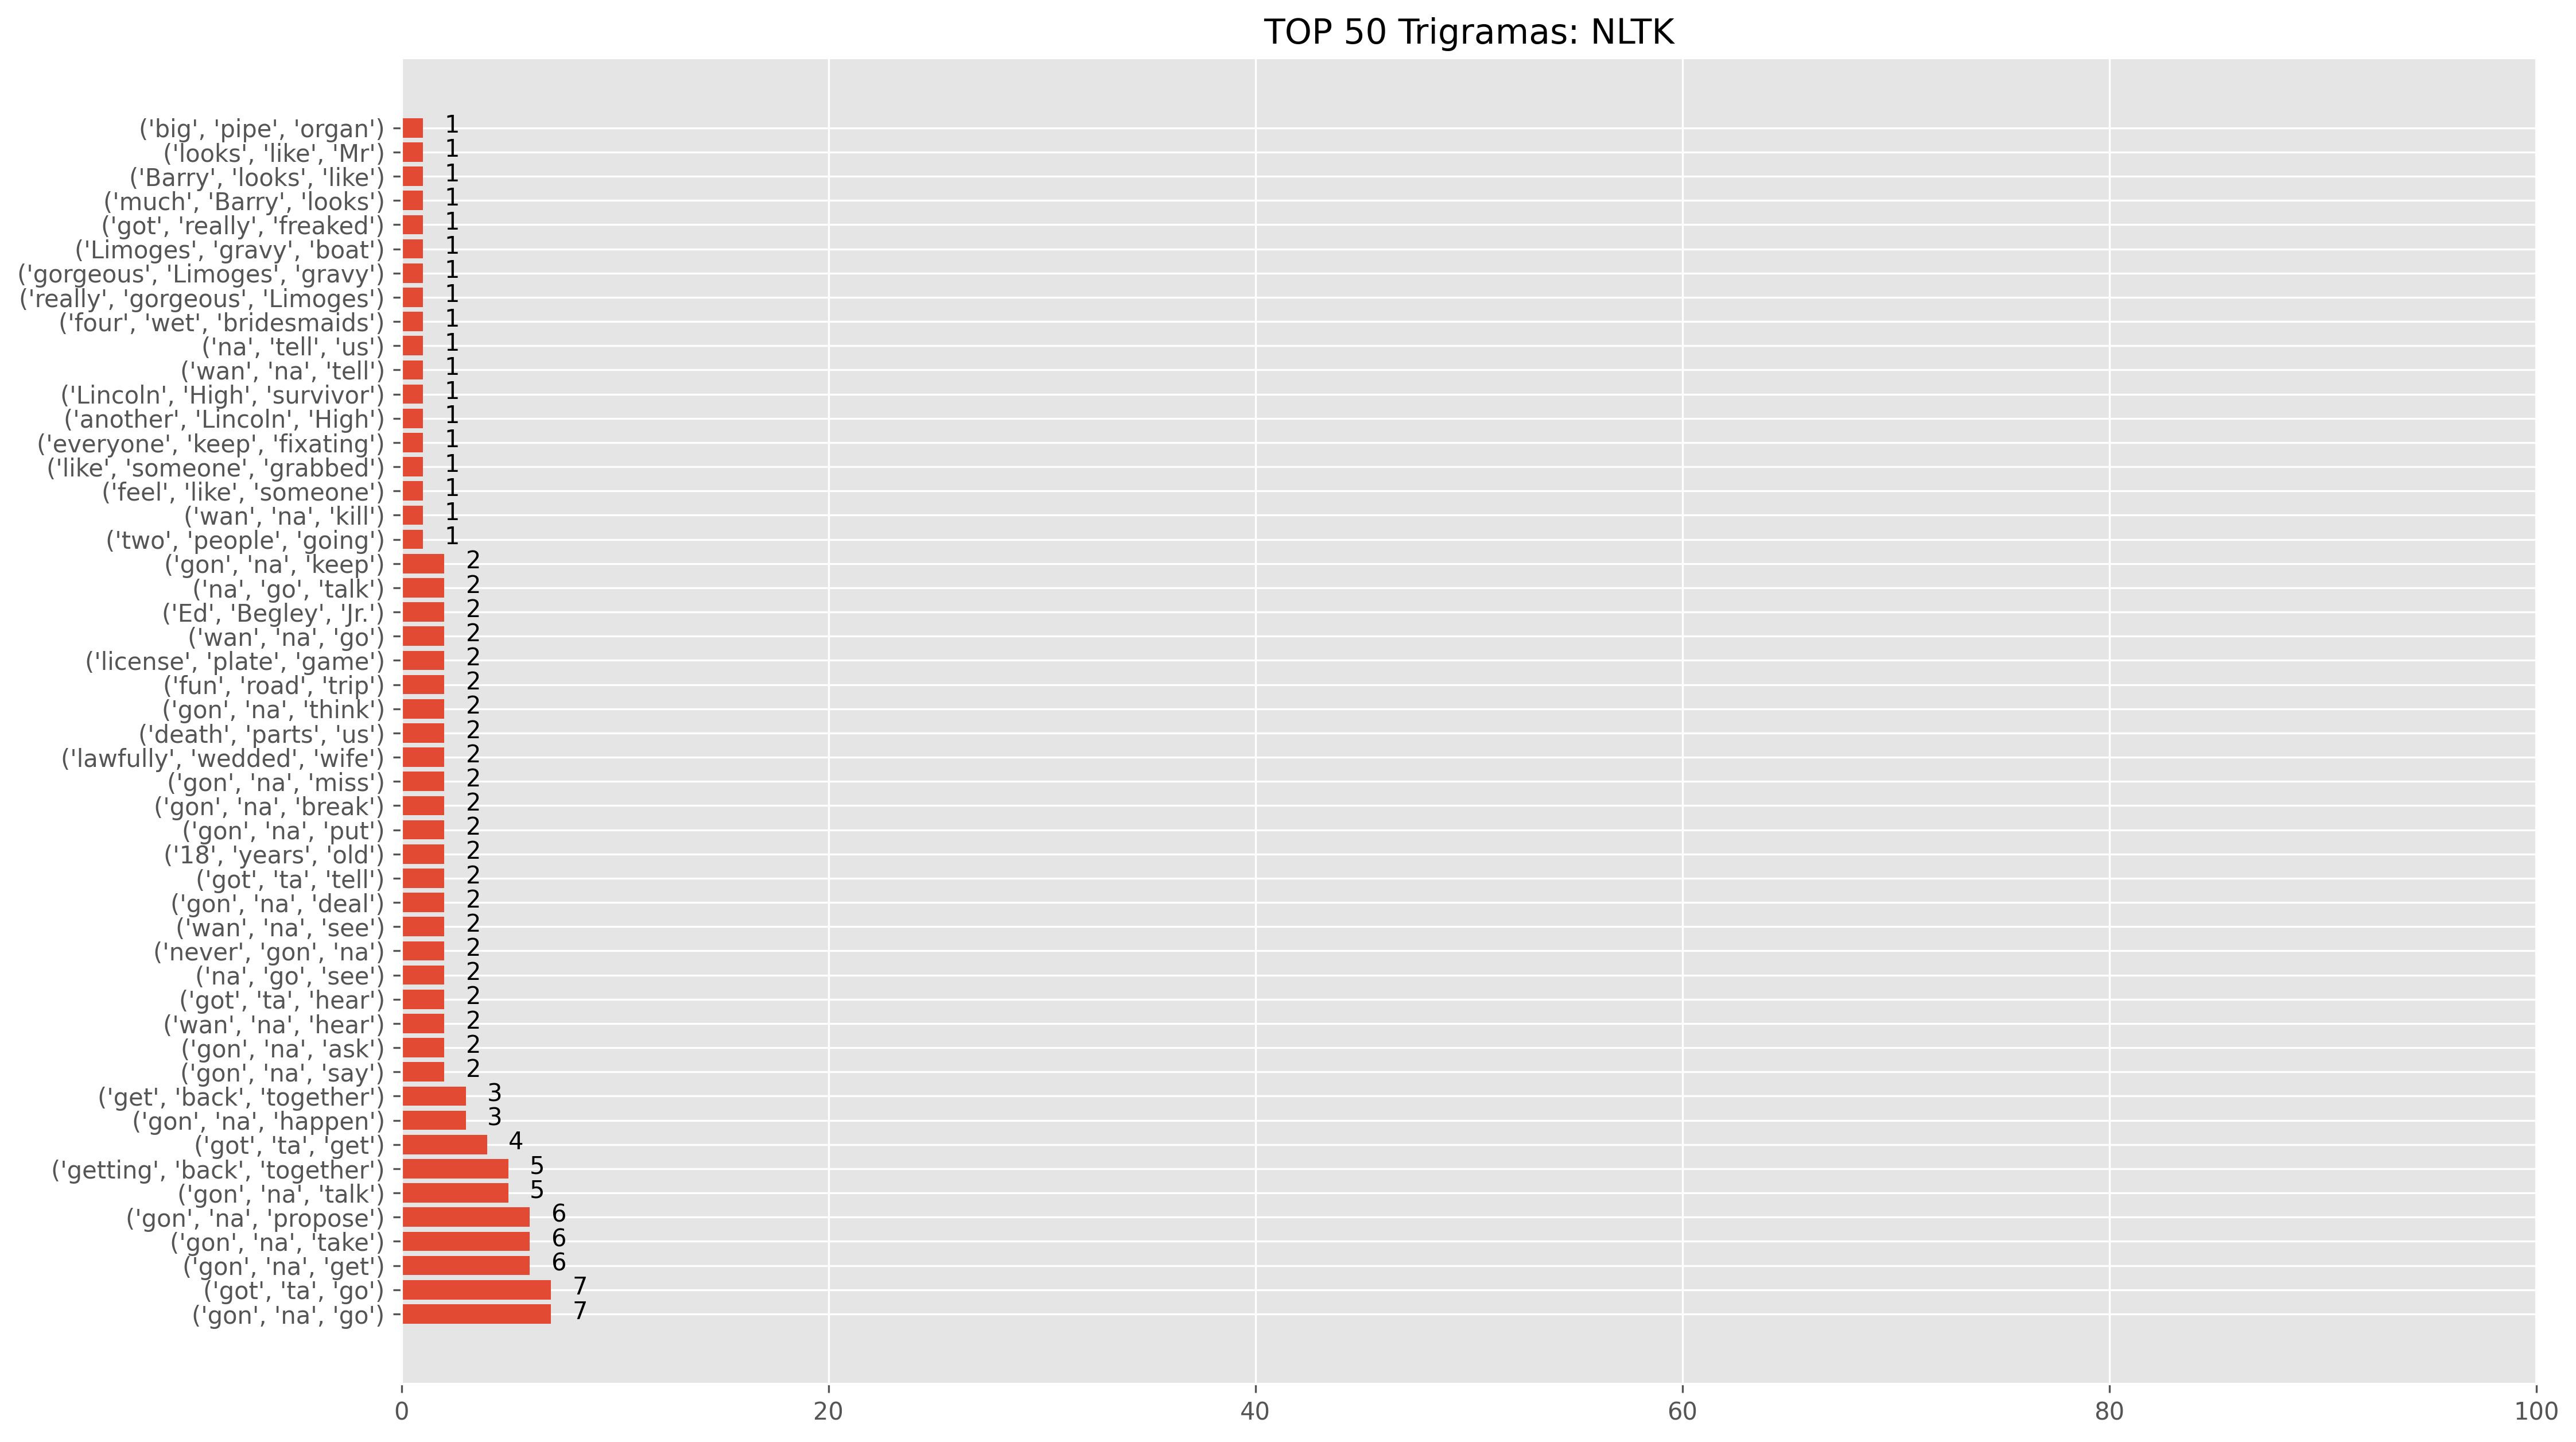 TOP 50 Trigramas: NLTK
('big', 'pipe', 'organ') 1
('looks', 'like', 'Mr') 1
('Barry', 'looks', 'like') 1
('much', 'Barry', 'looks') 1
('got', 'really', 'freaked') 1
('Limoges', 'gravy', 'boat') 1
('gorgeous', 'Limoges', 'gravy') 1
('really', 'gorgeous', 'Limoges') 1
('four', 'wet', 'bridesmaids') 1
('na', 'tell', 'us') 1
('wan', 'na', 'tell') 1
('Lincoln', 'High', 'survivor') 1
('another', 'Lincoln', 'High') 1
('everyone', 'keep', 'fixating') 1
('like', 'someone', 'grabbed') 1
('feel', 'like', 'someone') 1
('wan', 'na', 'kill') 1
('two', 'people', 'going') 1
('gon', 'na', 'keep') 2
('na', 'go', 'talk') 2
('Ed', 'Begley', 'Jr.') 2
('wan', 'na', 'go') 2
('license', 'plate', 'game') 2
('fun', 'road', 'trip') 2
('gon', 'na', 'think') 2
('death', 'parts', 'us') 2
('lawfully', 'wedded', 'wife') 2
('gon', 'na', 'miss') 2
('gon', 'na', 'break') 2
('gon', 'na', 'put') 2
('18', 'years', 'old') 2
('got', 'ta', 'tell') 2
('gon', 'na', 'deal') 2
('wan', 'na', 'see') 2
('never', 'gon', 'na') 2
('na', 'go', 'see') 2
('got', 'ta', 'hear') 2
('wan', 'na', 'hear') 2
('gon', 'na', 'ask') 2
('gon', 'na', 'say') 2
('get', 'back', 'together') 3
('gon', 'na', 'happen') 3
('got', 'ta', 'get') 4
('getting', 'back', 'together') 5
('gon', 'na', 'talk') 5
('gon', 'na', 'propose') 6
('gon', 'na', 'take') 6
('gon', 'na', 'get') 6
('got', 'ta', 'go') 7
('gon', 'na', 'go') 7
0 20 40 60 80 100